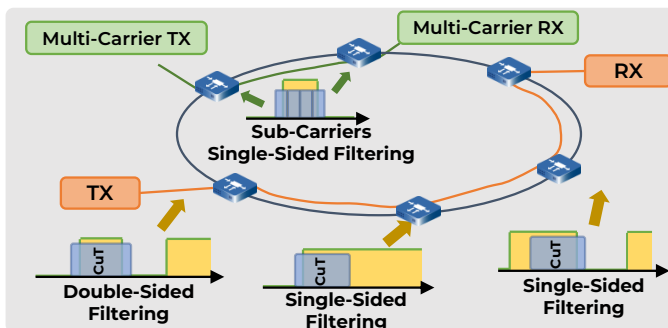 Multi-Carrier TX
Multi-Carrier RX
RX
Sub-Carriers
Single-Sided Filtering
TX
CuT
Double-Sided
Filtering
CuT
Single-Sided
Filtering
CuT
Single-Sided
Filtering